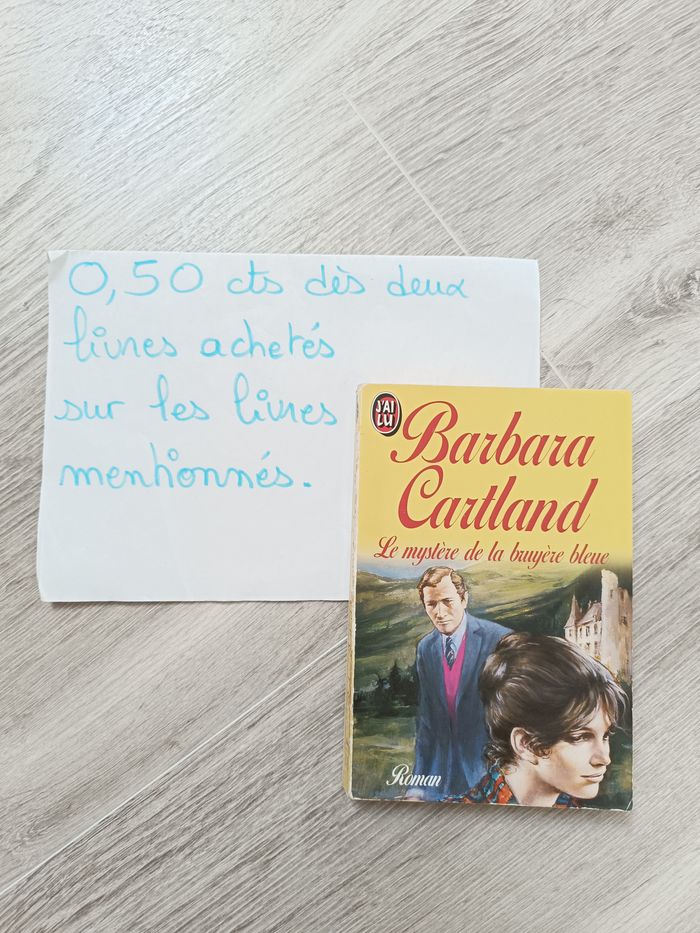 0,50 cts dès deux
livres achetés
sur les livres
mentionnés.
J'AI
LU
Barbara
Cartland
Le mystère de la bruyère bleue
Roman